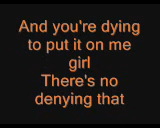 And you're dying
to put it on me
girl
There's no
denying that